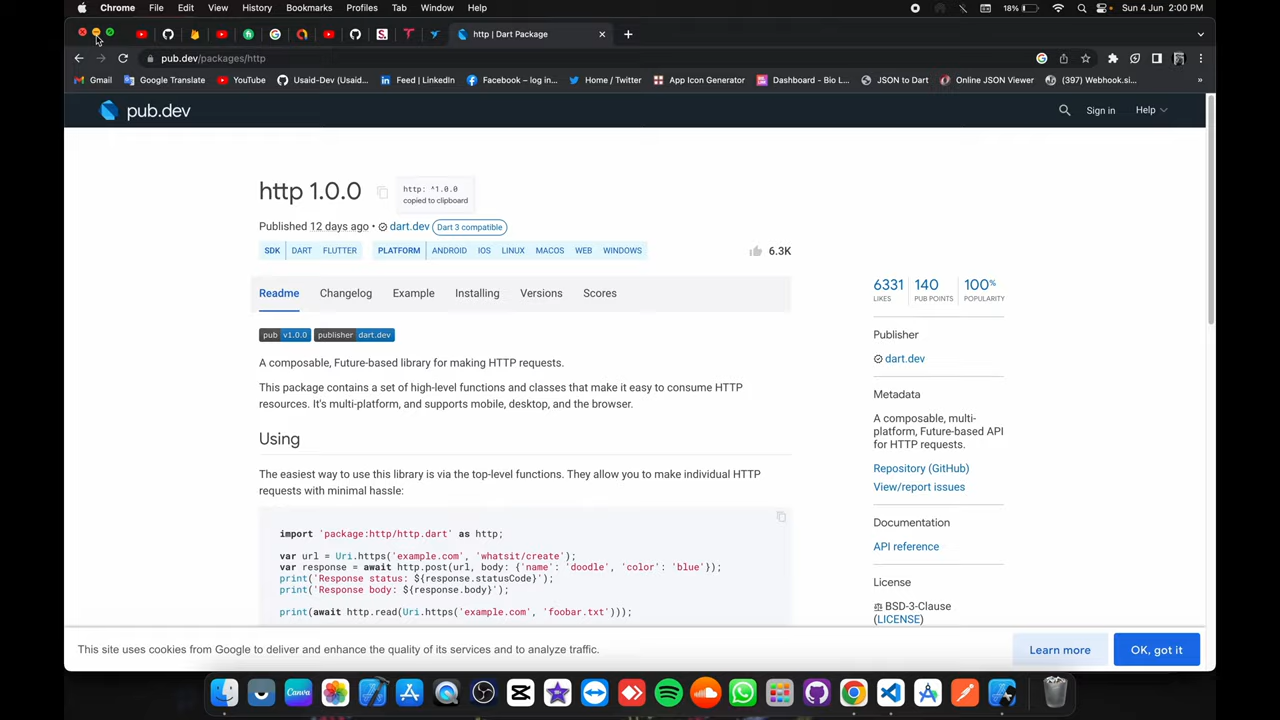 Chrome File Edit View History Bookmarks Profiles Tab Window Help 18% Sun 4 Jun 2:00 PM
http | Dart Package
pub.dev/packages/http
Gmail Google Translate YouTube Usaid-Dev (Usaid... Feed | LinkedIn Facebook – log in... Home / Twitter App Icon Generator Dashboard - Bio L... JSON to Dart Online JSON Viewer (397) Webhook.si... »
pub.dev Sign in Help
http 1.0.0
http: ^1.0.0
copied to clipboard
Published 12 days ago • dart.dev Dart 3 compatible
SDK DART FLUTTER PLATFORM ANDROID IOS LINUX MACOS WEB WINDOWS 6.3K
Readme Changelog Example Installing Versions Scores
pub v1.0.0 publisher dart.dev
A composable, Future-based library for making HTTP requests.
This package contains a set of high-level functions and classes that make it easy to consume HTTP
resources. It's multi-platform, and supports mobile, desktop, and the browser.
Using
The easiest way to use this library is via the top-level functions. They allow you to make individual HTTP
requests with minimal hassle:
import 'package:http/http.dart' as http;
var url = Uri.https('example.com', 'whatsit/create');
var response = await http.post(url, body: {'name': 'doodle', 'color': 'blue'});
print('Response status: ${response.statusCode}');
print('Response body: ${response.body}');
print(await http.read(Uri.https('example.com', 'foobar.txt')));
6331 140 100%
LIKES PUB POINTS POPULARITY
Publisher
dart.dev
Metadata
A composable, multi-
platform, Future-based API
for HTTP requests.
Repository (GitHub)
View/report issues
Documentation
API reference
License
BSD-3-Clause
(LICENSE)
This site uses cookies from Google to deliver and enhance the quality of its services and to analyze traffic. Learn more OK, got it
Canva